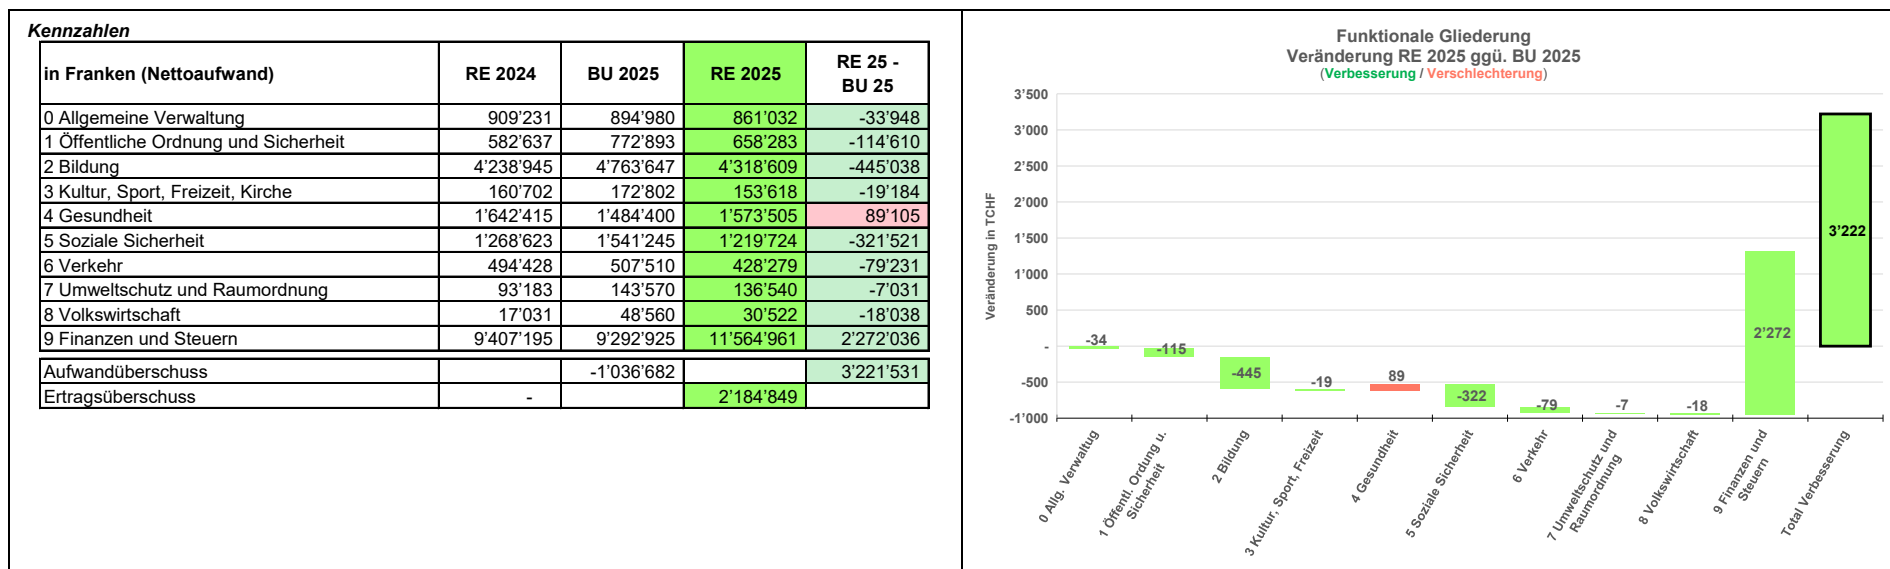 Kennzahlen
in Franken (Nettoaufwand) RE 2024 BU 2025 RE 2025 RE 25 - BU 25
0 Allgemeine Verwaltung 909’231 894’980 861’032 -33’948
1 Öffentliche Ordnung und Sicherheit 582’637 772’893 658’283 -114’610
2 Bildung 4’238’945 4’763’647 4’318’609 -445’038
3 Kultur, Sport, Freizeit, Kirche 160’702 172’802 153’618 -19’184
4 Gesundheit 1’642’415 1’484’400 1’573’505 89’105
5 Soziale Sicherheit 1’268’623 1’541’245 1’219’724 -321’521
6 Verkehr 494’428 507’510 428’279 -79’231
7 Umweltschutz und Raumordnung 93’183 143’570 136’540 -7’031
8 Volkswirtschaft 17’031 48’560 30’522 -18’038
9 Finanzen und Steuern 9’407’195 9’292’925 11’564’961 2’272’036
Aufwandüberschuss -1’036’682 3’221’531
Ertragsüberschuss - 2’184’849
Funktionale Gliederung
Veränderung RE 2025 ggü. BU 2025
(Verbesserung / Verschlechterung)
Veränderung in TCHF
3’500
3’000
2’500
2’000
1’500
1’000
500
-
-500
-1’000
-34
-115
-445
-19
89
-322
-79
-7
-18
2’272
3’222
0 Allg. Verwaltug
1 Öffentl. Ordung u.
Sicherheit
2 Bildung
3 Kultur, Sport, Freizeit
4 Gesundheit
5 Soziale Sicherheit
6 Verkehr
7 Umweltschutz und
Raumordnung
8 Volkswirtschaft
9 Finanzen und
Steuern
Total Verbesserung